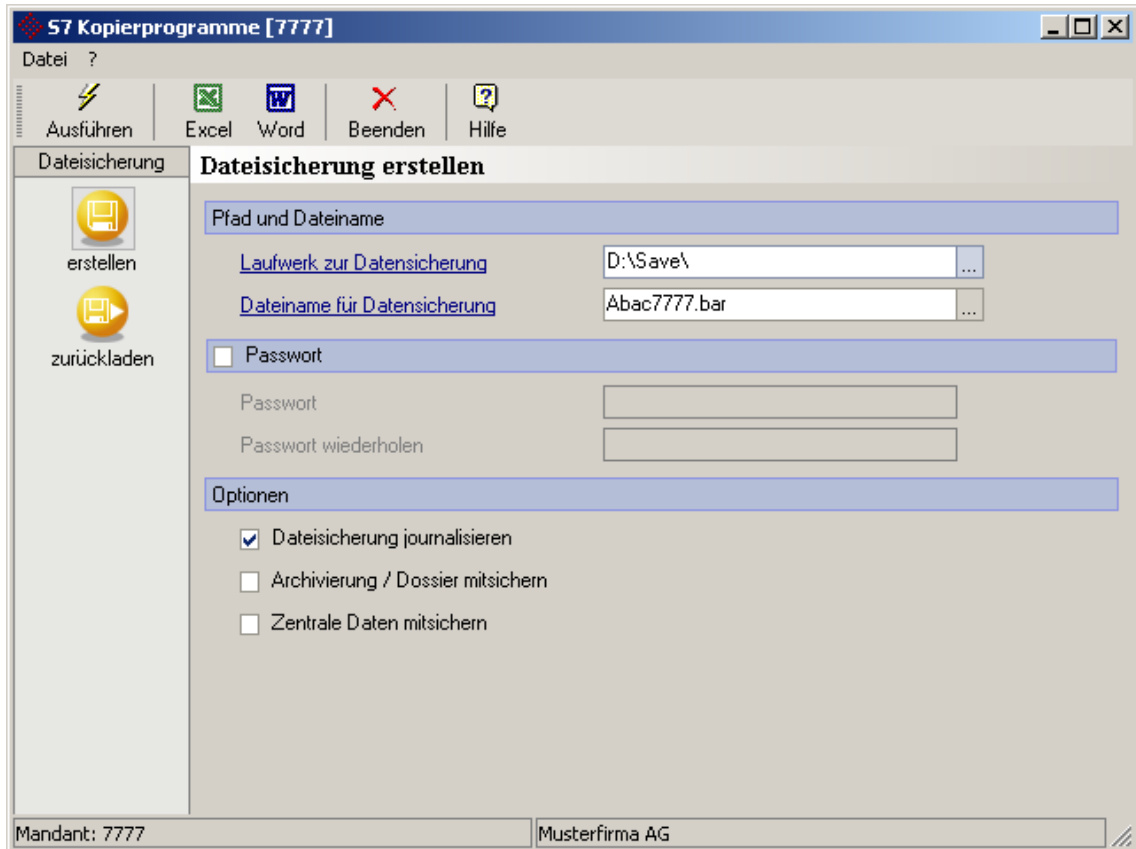 S7 Kopierprogramme [7777]
Datei ?
Ausführen Excel Word Beenden Hilfe
Dateisicherung
erstellen
zurückladen
Dateisicherung erstellen
Pfad und Dateiname
Laufwerk zur Datensicherung D:\Save\ ...
Dateiname für Datensicherung Abac7777.bar ...
Passwort
Passwort
Passwort wiederholen
Optionen
Dateisicherung journalisieren
Archivierung / Dossier mitsichern
Zentrale Daten mitsichern
Mandant: 7777 Musterfirma AG